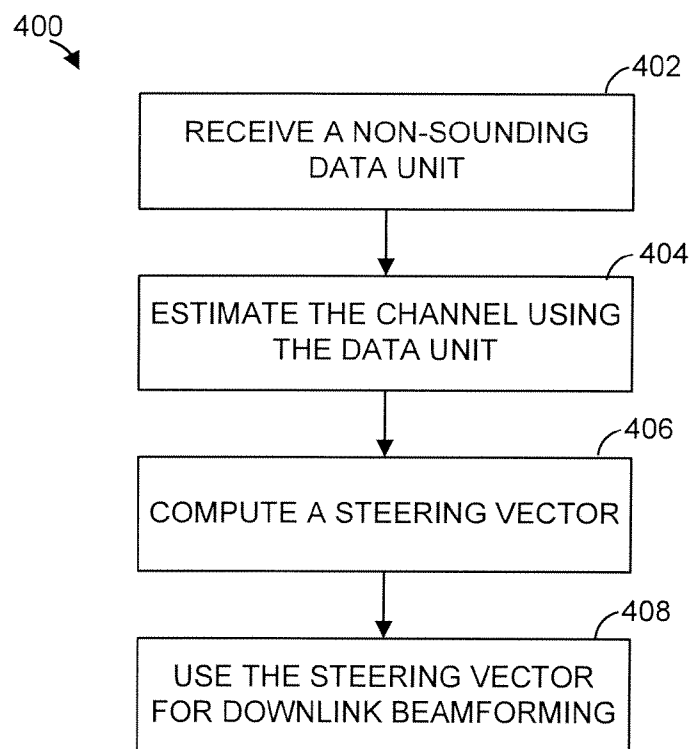 400
402
RECEIVE A NON-SOUNDING
DATA UNIT
404
ESTIMATE THE CHANNEL USING
THE DATA UNIT
406
COMPUTE A STEERING VECTOR
408
USE THE STEERING VECTOR
FOR DOWNLINK BEAMFORMING